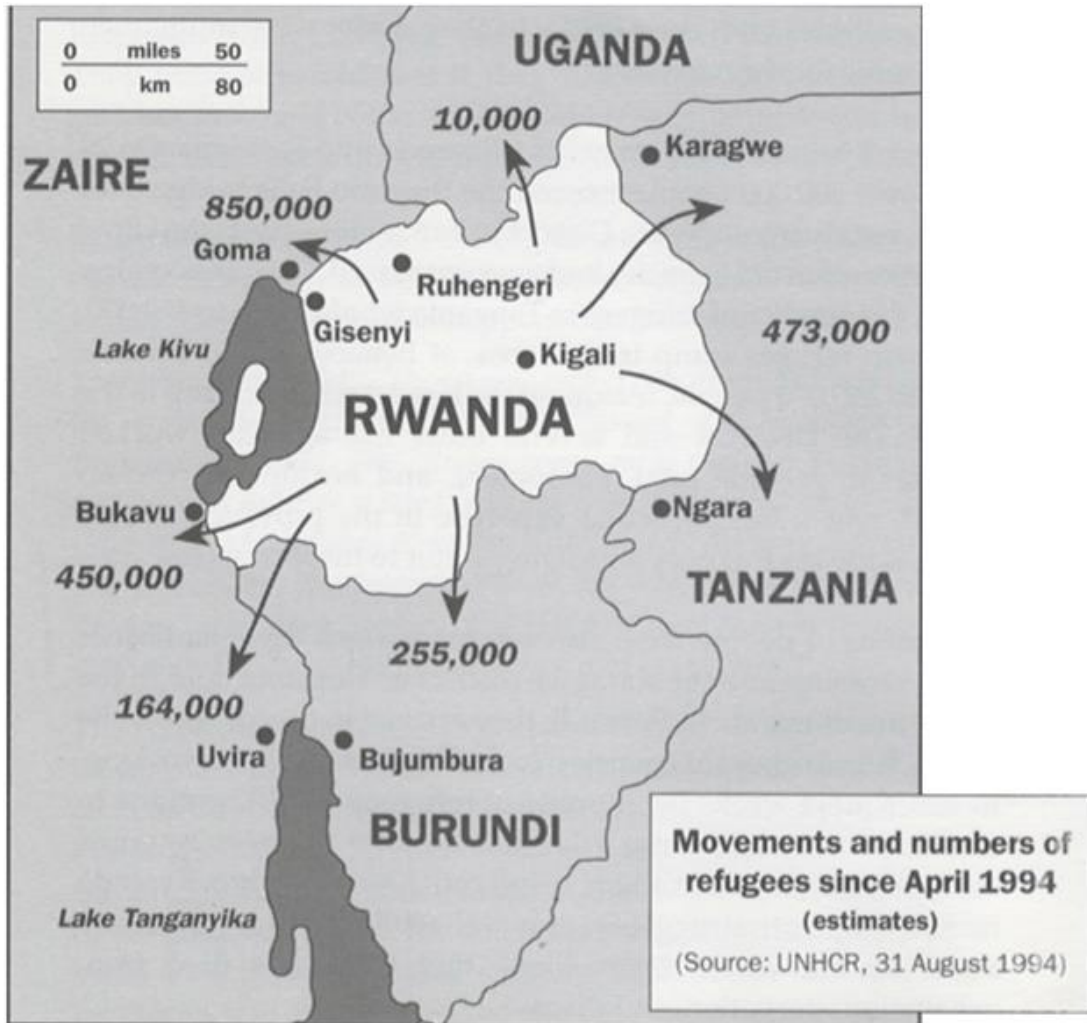 0 miles 50
0 km 80
UGANDA
10,000
Karagwe
ZAIRE
850,000
Goma
Ruhengeri
Gisenyi
473,000
Lake Kivu
Kigali
RWANDA
Bukavu
Ngara
450,000
TANZANIA
255,000
164,000
Uvira
Bujumbura
BURUNDI
Lake Tanganyika
Movements and numbers of
refugees since April 1994
(estimates)
(Source: UNHCR, 31 August 1994)